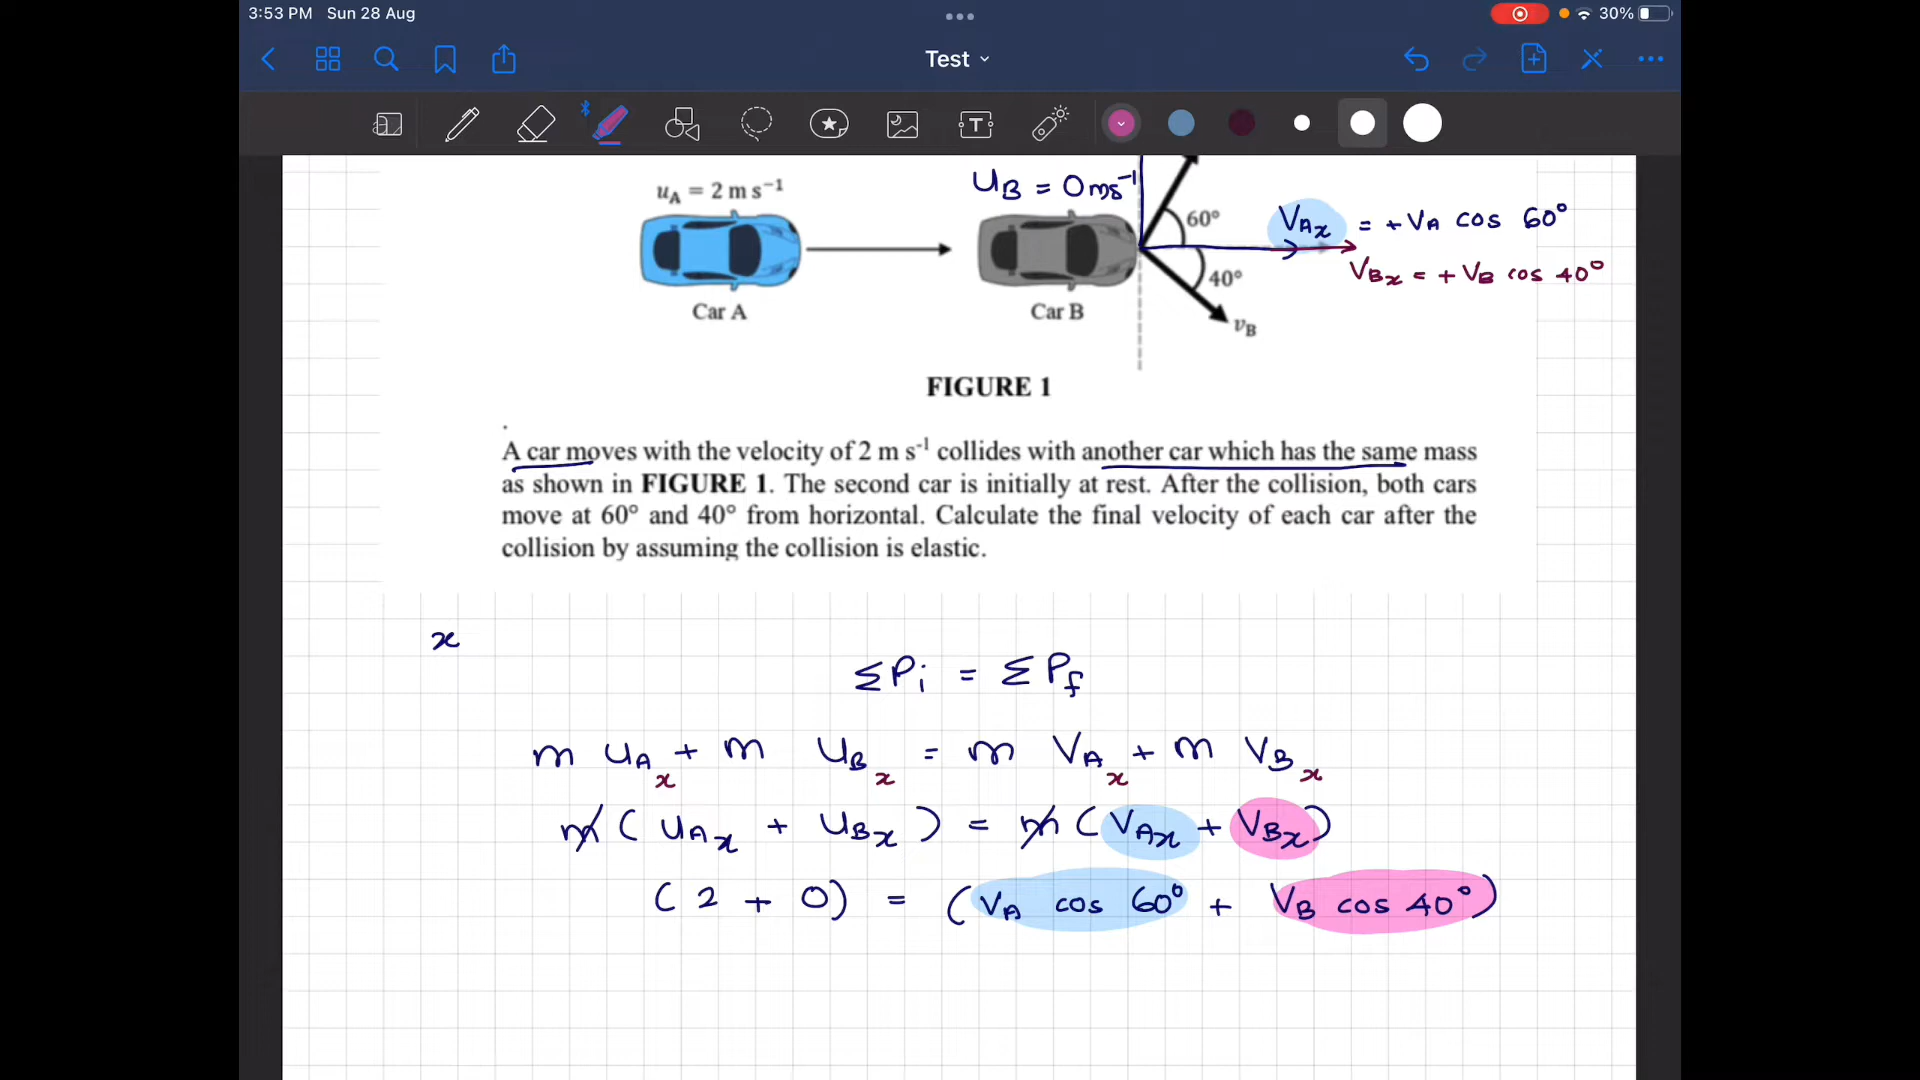 3:53 PM Sun 28 Aug
30%
Test
u_A = 2 m s⁻¹
U_B = 0 ms⁻¹
60°
V_Ax = + V_A cos 60°
40°
V_Bx = + V_B cos 40°
Car A
Car B
v_B
FIGURE 1
A car moves with the velocity of 2 m s⁻¹ collides with another car which has the same mass
as shown in FIGURE 1. The second car is initially at rest. After the collision, both cars
move at 60° and 40° from horizontal. Calculate the final velocity of each car after the
collision by assuming the collision is elastic.
x
ΣP_i = ΣP_f
m U_Ax + m U_Bx = m V_Ax + m V_Bx
m ( U_Ax + U_Bx ) = m ( V_Ax + V_Bx )
( 2 + 0 ) = ( V_A cos 60° + V_B cos 40° )